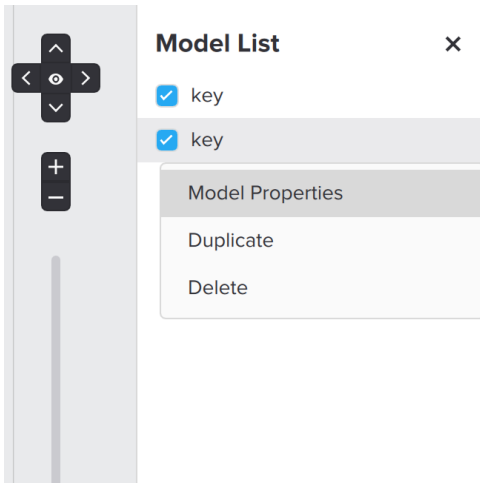 Model List
key
key
Model Properties
Duplicate
Delete